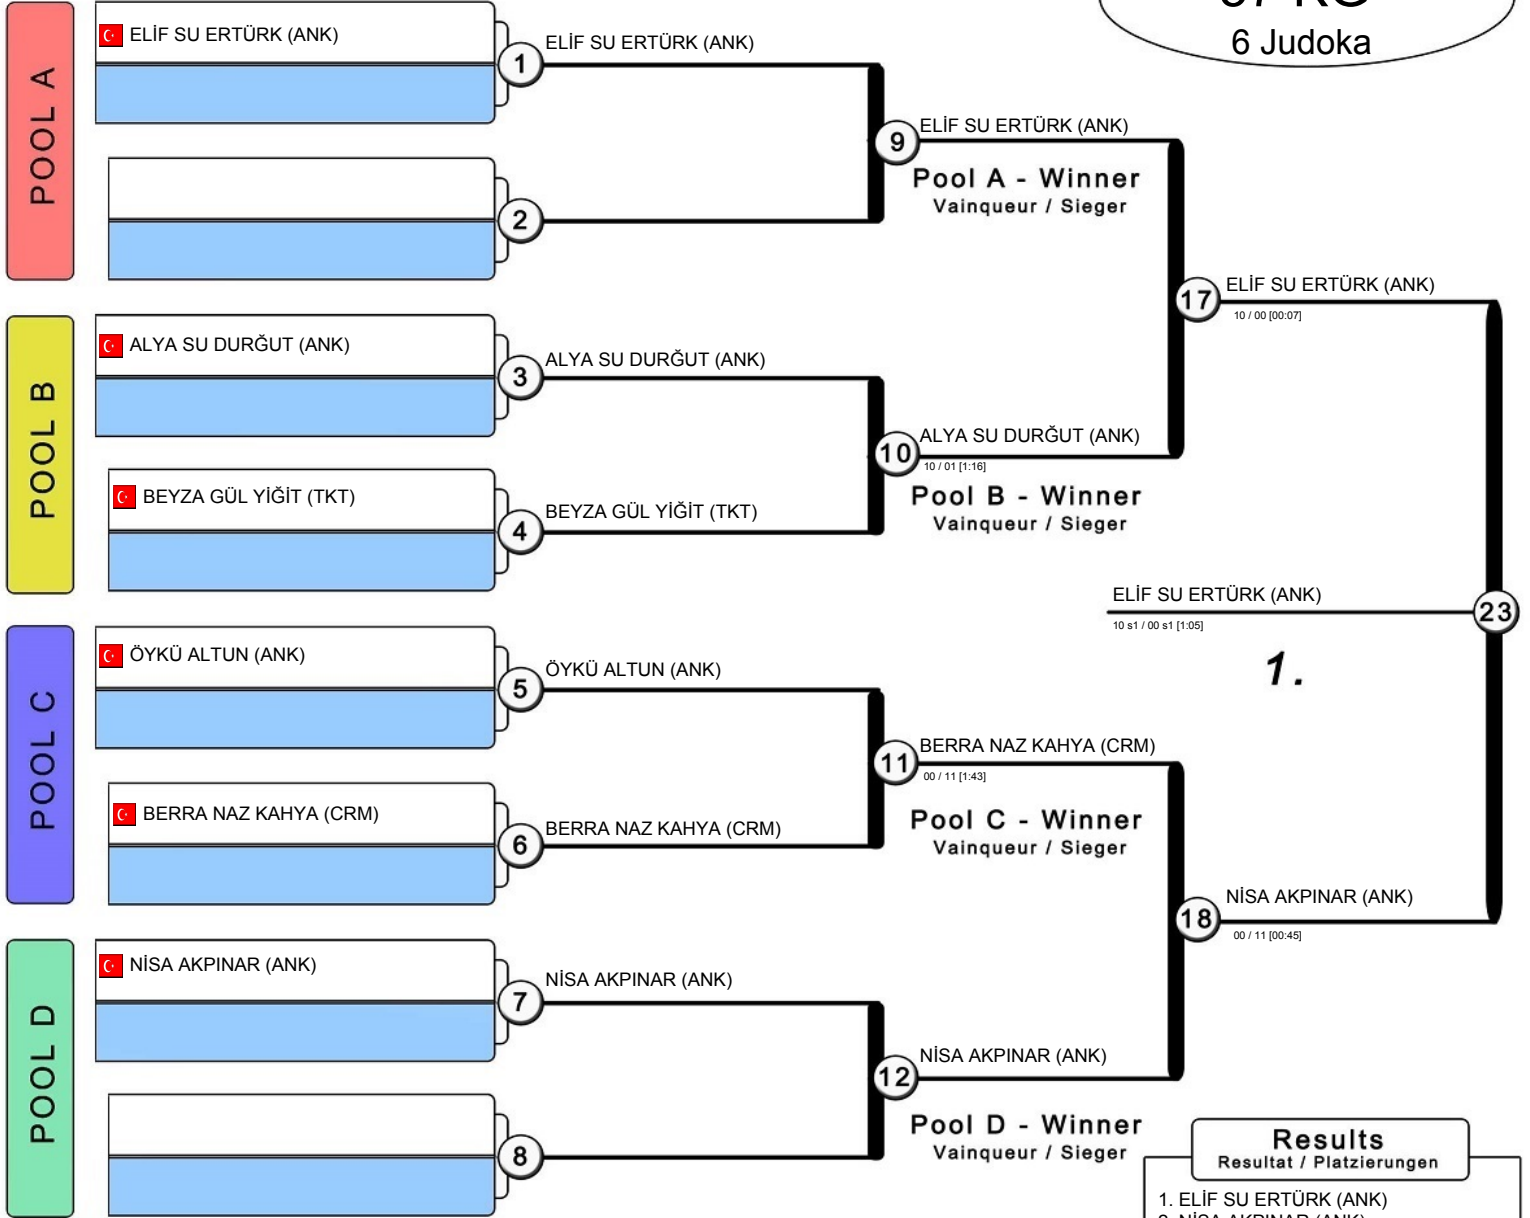 6 Judoka
POOL A
ELİF SU ERTÜRK (ANK)
1
ELİF SU ERTÜRK (ANK)
2
9
ELİF SU ERTÜRK (ANK)
Pool A - Winner
Vainqueur / Sieger
POOL B
ALYA SU DURĞUT (ANK)
3
ALYA SU DURĞUT (ANK)
BEYZA GÜL YİĞİT (TKT)
4
BEYZA GÜL YİĞİT (TKT)
10
ALYA SU DURĞUT (ANK)
10 / 01 [1:16]
Pool B - Winner
Vainqueur / Sieger
17
ELİF SU ERTÜRK (ANK)
10 / 00 [00:07]
ELİF SU ERTÜRK (ANK)
23
10 s1 / 00 s1 [1:05]
1.
POOL C
ÖYKÜ ALTUN (ANK)
5
ÖYKÜ ALTUN (ANK)
BERRA NAZ KAHYA (CRM)
6
BERRA NAZ KAHYA (CRM)
11
BERRA NAZ KAHYA (CRM)
00 / 11 [1:43]
Pool C - Winner
Vainqueur / Sieger
18
NİSA AKPINAR (ANK)
00 / 11 [00:45]
POOL D
NİSA AKPINAR (ANK)
7
NİSA AKPINAR (ANK)
8
12
NİSA AKPINAR (ANK)
Pool D - Winner
Vainqueur / Sieger
Results
Resultat / Platzierungen
1. ELİF SU ERTÜRK (ANK)
2. NİSA AKPINAR (ANK)